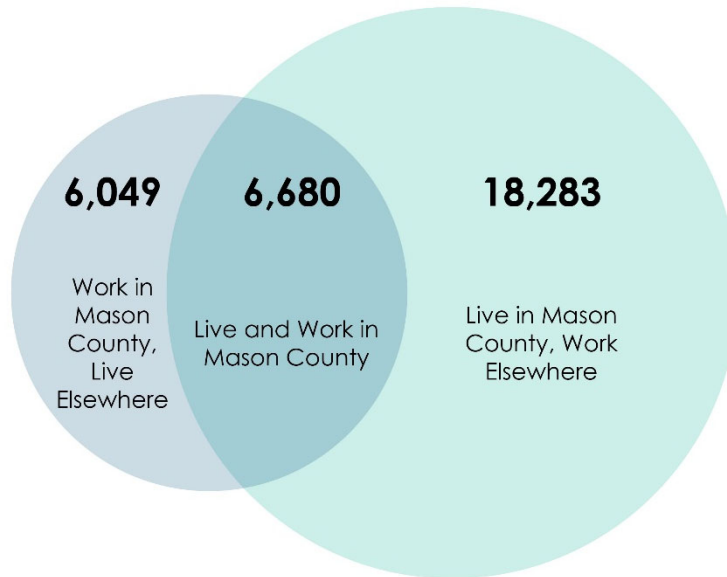 6,049
Work in
Mason
County,
Live
Elsewhere
6,680
Live and Work in
Mason County
18,283
Live in Mason
County, Work
Elsewhere